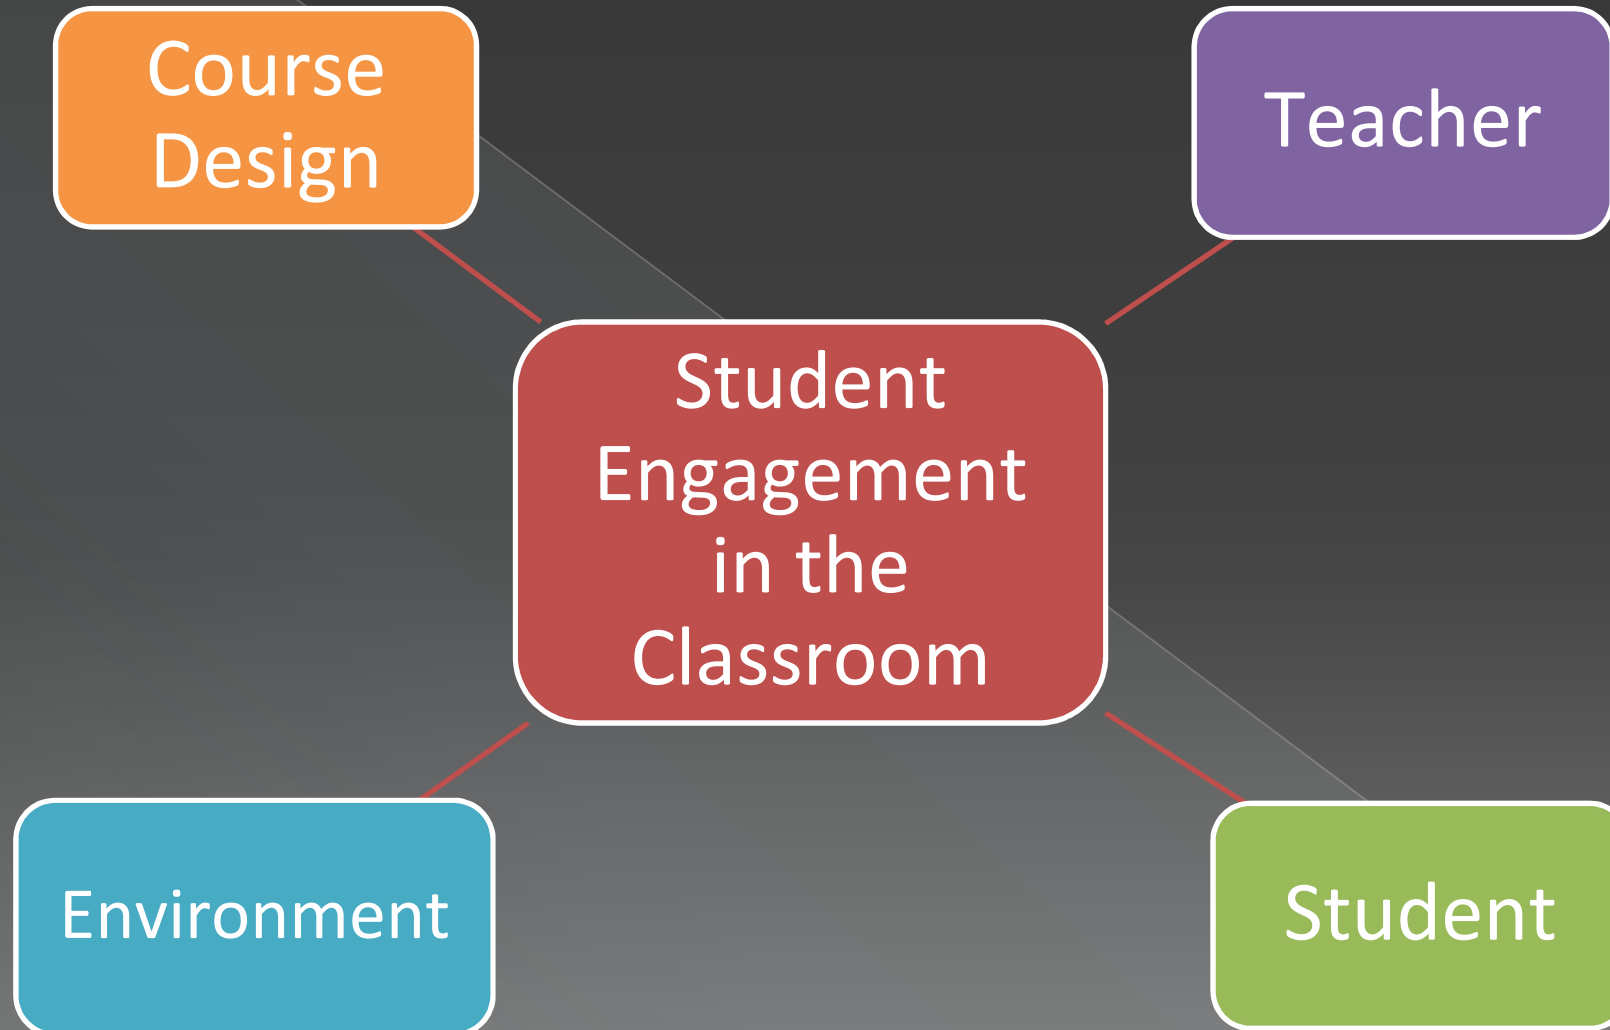 Course
Design
Teacher
Student
Engagement
in the
Classroom
Environment
Student